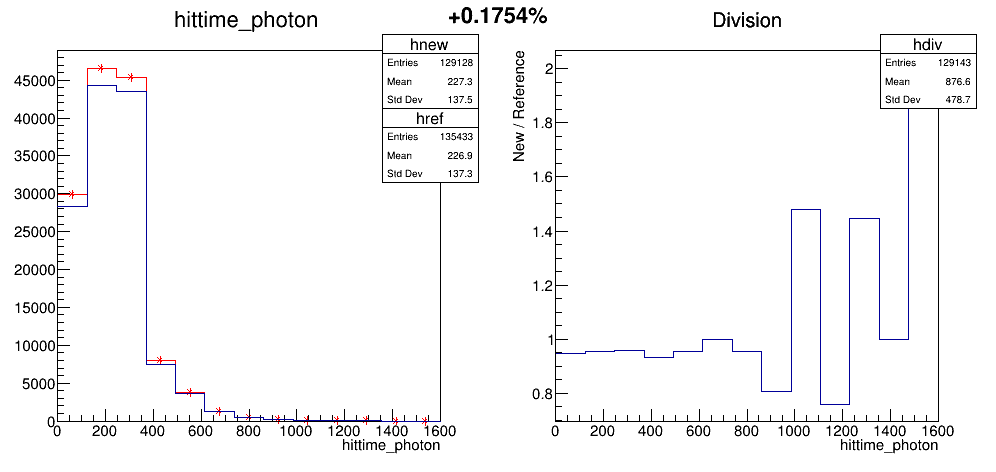 hittime_photon
+0.1754%
Division
hnew
Entries 129128
Mean 227.3
Std Dev 137.5
href
Entries 135433
Mean 226.9
Std Dev 137.3
45000
40000
35000
30000
25000
20000
15000
10000
5000
0
0 200 400 600 800 1000 1200 1400 1600
hittime_photon
hdiv
Entries 129143
Mean 876.6
Std Dev 478.7
New / Reference
2
1.8
1.6
1.4
1.2
1
0.8
0 200 400 600 800 1000 1200 1400 1600
hittime_photon